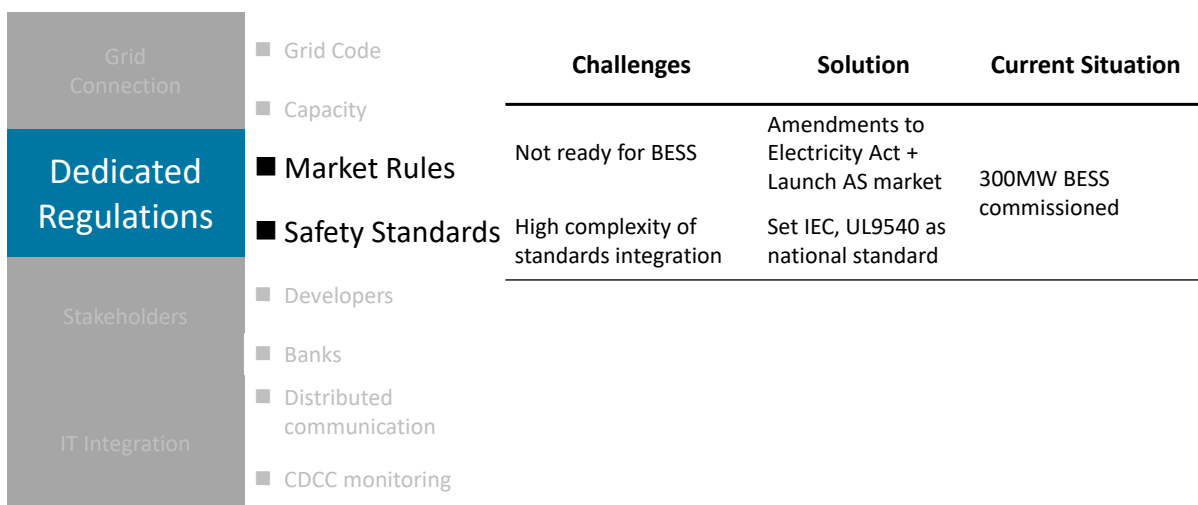 Grid
Connection
Dedicated
Regulations
Stakeholders
IT Integration
■ Grid Code
■ Capacity
■ Market Rules
■ Safety Standards
■ Developers
■ Banks
■ Distributed
communication
■ CDCC monitoring
Challenges Solution Current Situation
Not ready for BESS
Amendments to
Electricity Act +
Launch AS market
300MW BESS
commissioned
High complexity of
standards integration
Set IEC, UL9540 as
national standard